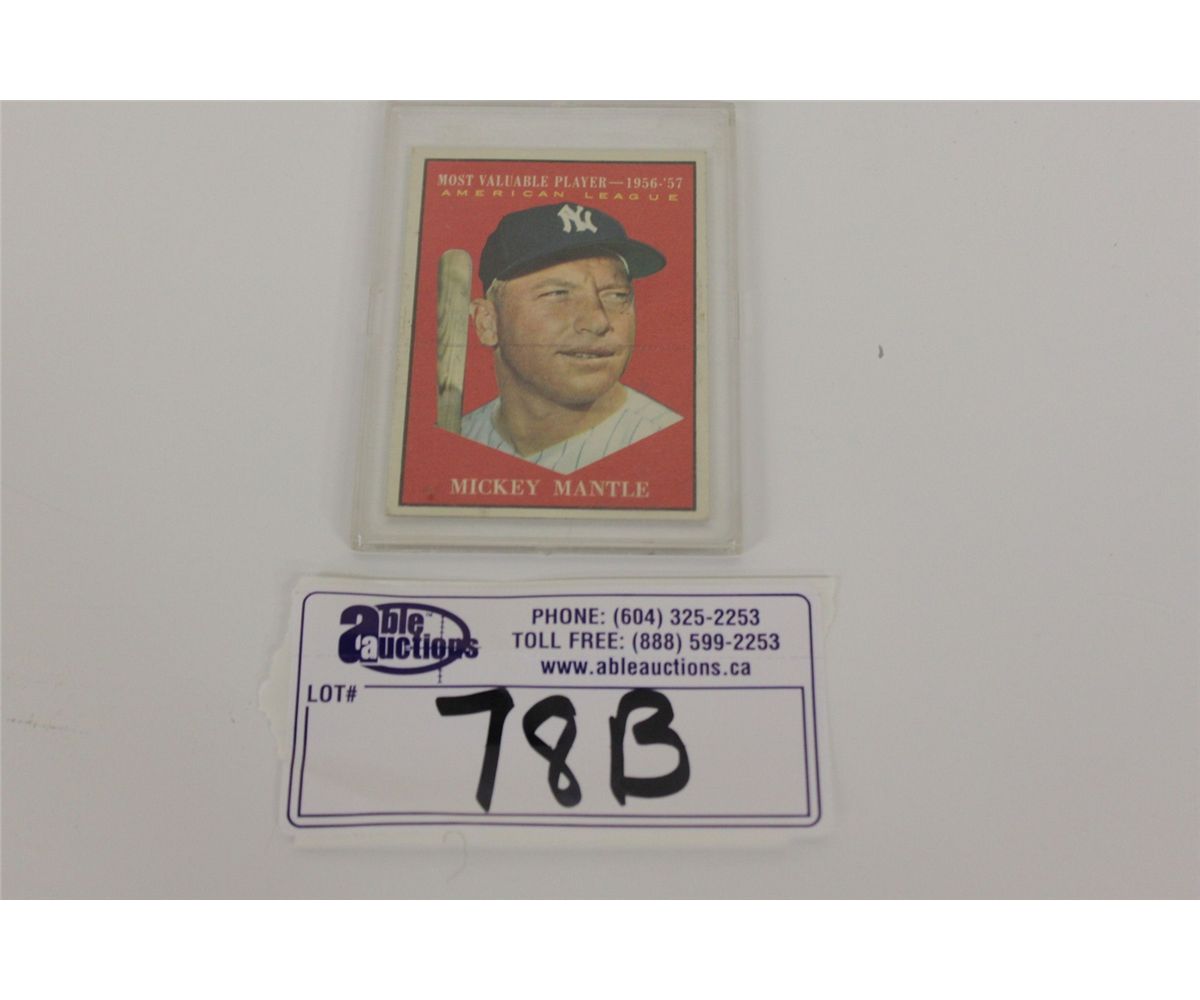 MOST VALUABLE PLAYER—1956-'57
AMERICAN LEAGUE
NY
MICKEY MANTLE
able™
auctions
PHONE: (604) 325-2253
TOLL FREE: (888) 599-2253
www.ableauctions.ca
LOT#
78B